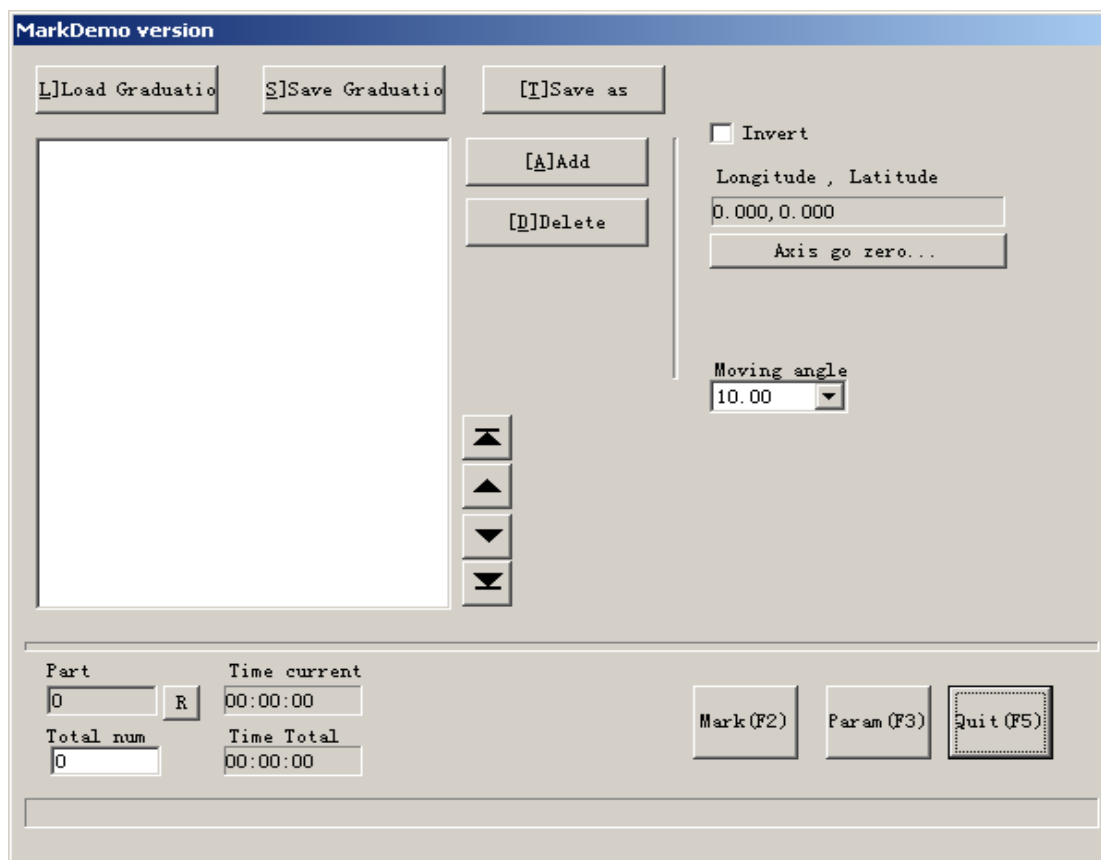 MarkDemo version
L]Load Graduatio
S]Save Graduatio
[T]Save as
[A]Add
[D]Delete
Invert
Longitude , Latitude
0.000,0.000
Axis go zero...
Moving angle
10.00
Part
0
R
Time current
00:00:00
Total num
0
Time Total
00:00:00
Mark(F2)
Param(F3)
Quit(F5)